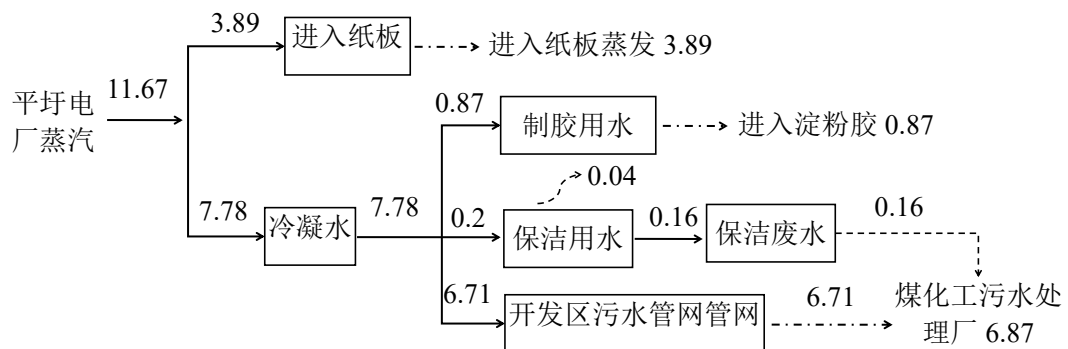 3.89
进入纸板
进入纸板蒸发 3.89
平圩电
厂蒸汽
11.67
0.87
制胶用水
进入淀粉胶 0.87
0.04
7.78
冷凝水
7.78
0.2
保洁用水
0.16
保洁废水
0.16
6.71
开发区污水管网管网
6.71
煤化工污水处
理厂 6.87